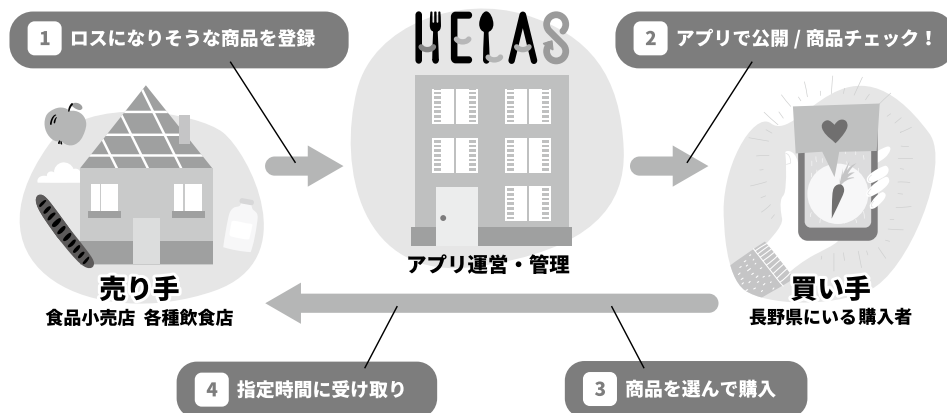 1 ロスになりそうな商品を登録
HELAS
2 アプリで公開 / 商品チェック！
アプリ運営・管理
売り手
食品小売店 各種飲食店
買い手
長野県にいる購入者
4 指定時間に受け取り
3 商品を選んで購入